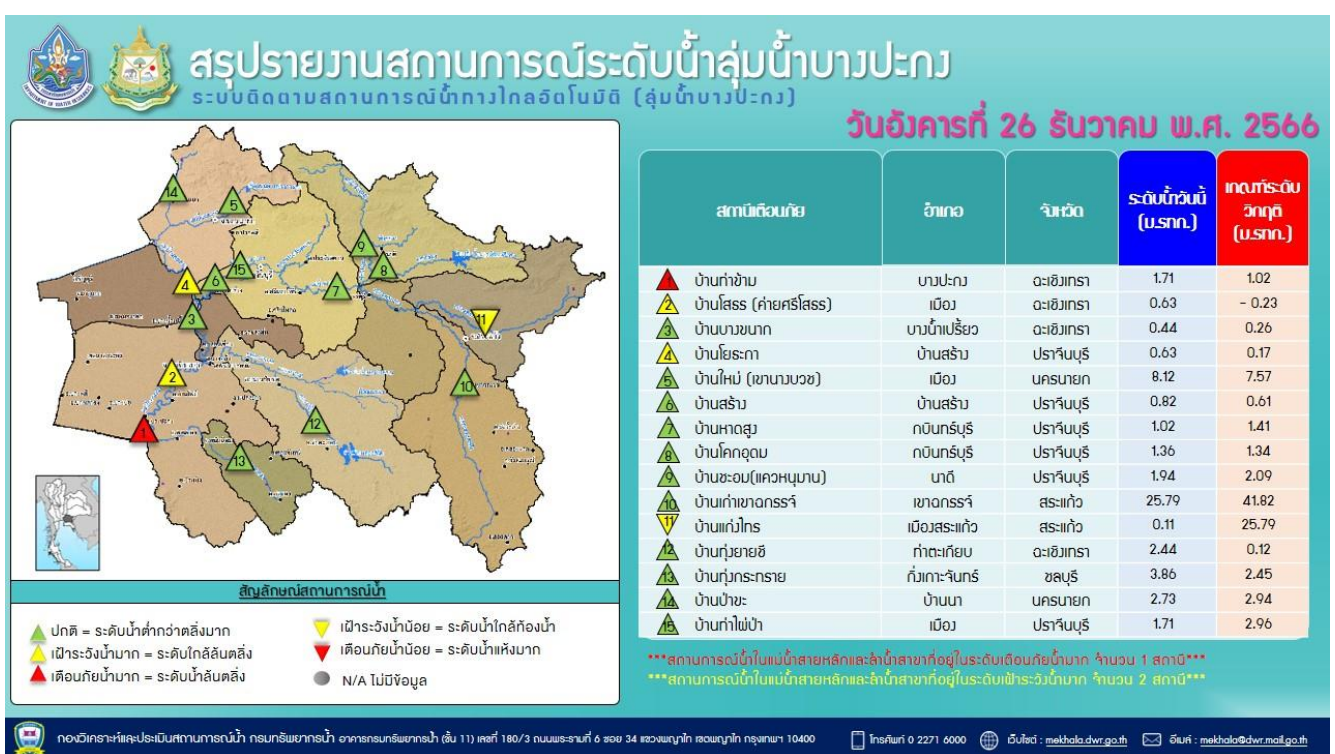 สรุปรายงานสถานการณ์ระดับน้ำลุ่มน้ำบางปะกง
ระบบติดตามสถานการณ์น้ำทางไกลอัตโนมัติ (ลุ่มน้ำบางปะกง)
วันอังคารที่ 26 ธันวาคม พ.ศ. 2566
สถานีเตือนภัย อำเภอ จังหวัด ระดับน้ำวันนี้ (ม.รทก.) เกณฑ์ระดับวิกฤติ (ม.รทก.)
1 บ้านท่าข้าม บางปะกง ฉะเชิงเทรา 1.71 1.02
2 บ้านโสธร (ค่ายศรีโสธร) เมือง ฉะเชิงเทรา 0.63 - 0.23
3 บ้านบางขนาก บางน้ำเปรี้ยว ฉะเชิงเทรา 0.44 0.26
4 บ้านโยธะกา บ้านสร้าง ปราจีนบุรี 0.63 0.17
5 บ้านใหม่ (เขานางบวช) เมือง นครนายก 8.12 7.57
6 บ้านสร้าง บ้านสร้าง ปราจีนบุรี 0.82 0.61
7 บ้านหาดสูง กบินทร์บุรี ปราจีนบุรี 1.02 1.41
8 บ้านโคกอุดม กบินทร์บุรี ปราจีนบุรี 1.36 1.34
9 บ้านชะอม(แควหนุมาน) นาดี ปราจีนบุรี 1.94 2.09
10 บ้านเก่าเขาฉกรรจ์ เขาฉกรรจ์ สระแก้ว 25.79 41.82
11 บ้านแก่งไทร เมืองสระแก้ว สระแก้ว 0.11 25.79
12 บ้านทุ่งยายชี ท่าตะเกียบ ฉะเชิงเทรา 2.44 0.12
13 บ้านทุ่งกระทราย กิ่งเกาะจันทร์ ชลบุรี 3.86 2.45
14 บ้านป่าขะ บ้านนา นครนายก 2.73 2.94
15 บ้านท่าไผ่ป่า เมือง ปราจีนบุรี 1.71 2.96
สัญลักษณ์สถานการณ์น้ำ
ปกติ = ระดับน้ำต่ำกว่าตลิ่งมาก
เฝ้าระวังน้ำมาก = ระดับใกล้ล้นตลิ่ง
เตือนภัยน้ำมาก = ระดับน้ำล้นตลิ่ง
เฝ้าระวังน้ำน้อย = ระดับน้ำใกล้ท้องน้ำ
เตือนภัยน้ำน้อย = ระดับน้ำแห้งมาก
N/A ไม่มีข้อมูล
***สถานการณ์น้ำในแม่น้ำสายหลักและลำน้ำสาขาที่อยู่ในระดับเตือนภัยน้ำมาก จำนวน 1 สถานี***
***สถานการณ์น้ำในแม่น้ำสายหลักและลำน้ำสาขาที่อยู่ในระดับเฝ้าระวังน้ำมาก จำนวน 2 สถานี***
กองวิเคราะห์และประเมินสถานการณ์น้ำ กรมทรัพยากรน้ำ อาคารกรมทรัพยากรน้ำ (ชั้น 11) เลขที่ 180/3 ถนนพระรามที่ 6 ซอย 34 แขวงพญาไท เขตพญาไท กรุงเทพฯ 10400 โทรศัพท์ 0 2271 6000 เว็บไซต์ : mekhala.dwr.go.th อีเมล์ : mekhala@dwr.mail.go.th